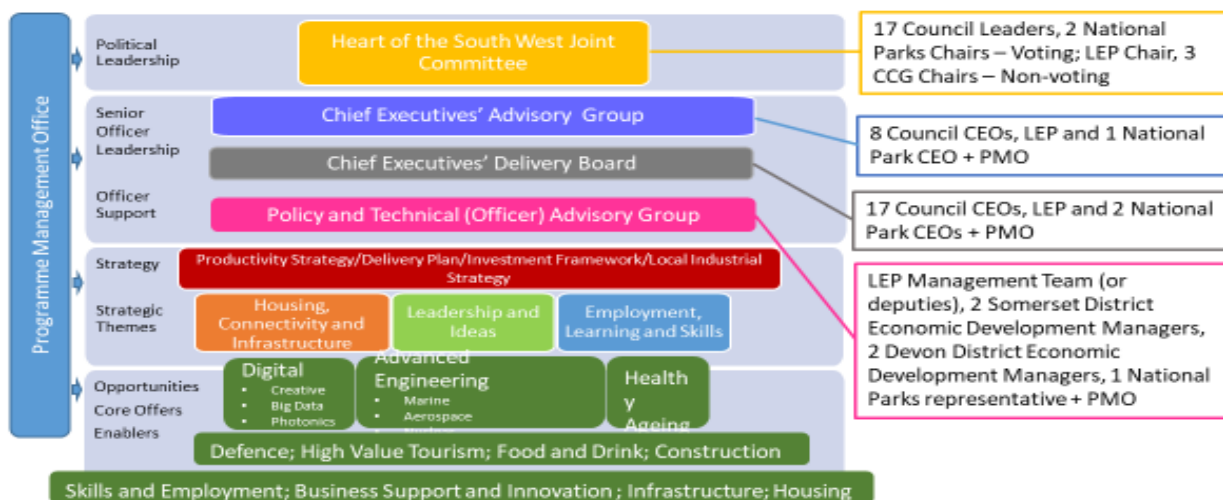 Programme Management Office
Political
Leadership
Heart of the South West Joint
Committee
17 Council Leaders, 2 National
Parks Chairs – Voting; LEP Chair, 3
CCG Chairs – Non-voting
Senior
Officer
Leadership
Chief Executives’ Advisory Group
8 Council CEOs, LEP and 1 National
Park CEO + PMO
Chief Executives’ Delivery Board
17 Council CEOs, LEP and 2 National
Park CEOs + PMO
Officer
Support
Policy and Technical (Officer) Advisory Group
LEP Management Team (or
deputies), 2 Somerset District
Economic Development Managers,
2 Devon District Economic
Development Managers, 1 National
Parks representative + PMO
Strategy
Productivity Strategy/Delivery Plan/Investment Framework/Local Industrial
Strategy
Strategic
Themes
Housing,
Connectivity and
Infrastructure
Leadership and
Ideas
Employment,
Learning and Skills
Opportunities
Core Offers
Enablers
Digital
• Creative
• Big Data
• Photonics
Advanced
Engineering
• Marine
• Aerospace
Health
y
Ageing
Defence; High Value Tourism; Food and Drink; Construction
Skills and Employment; Business Support and Innovation ; Infrastructure; Housing